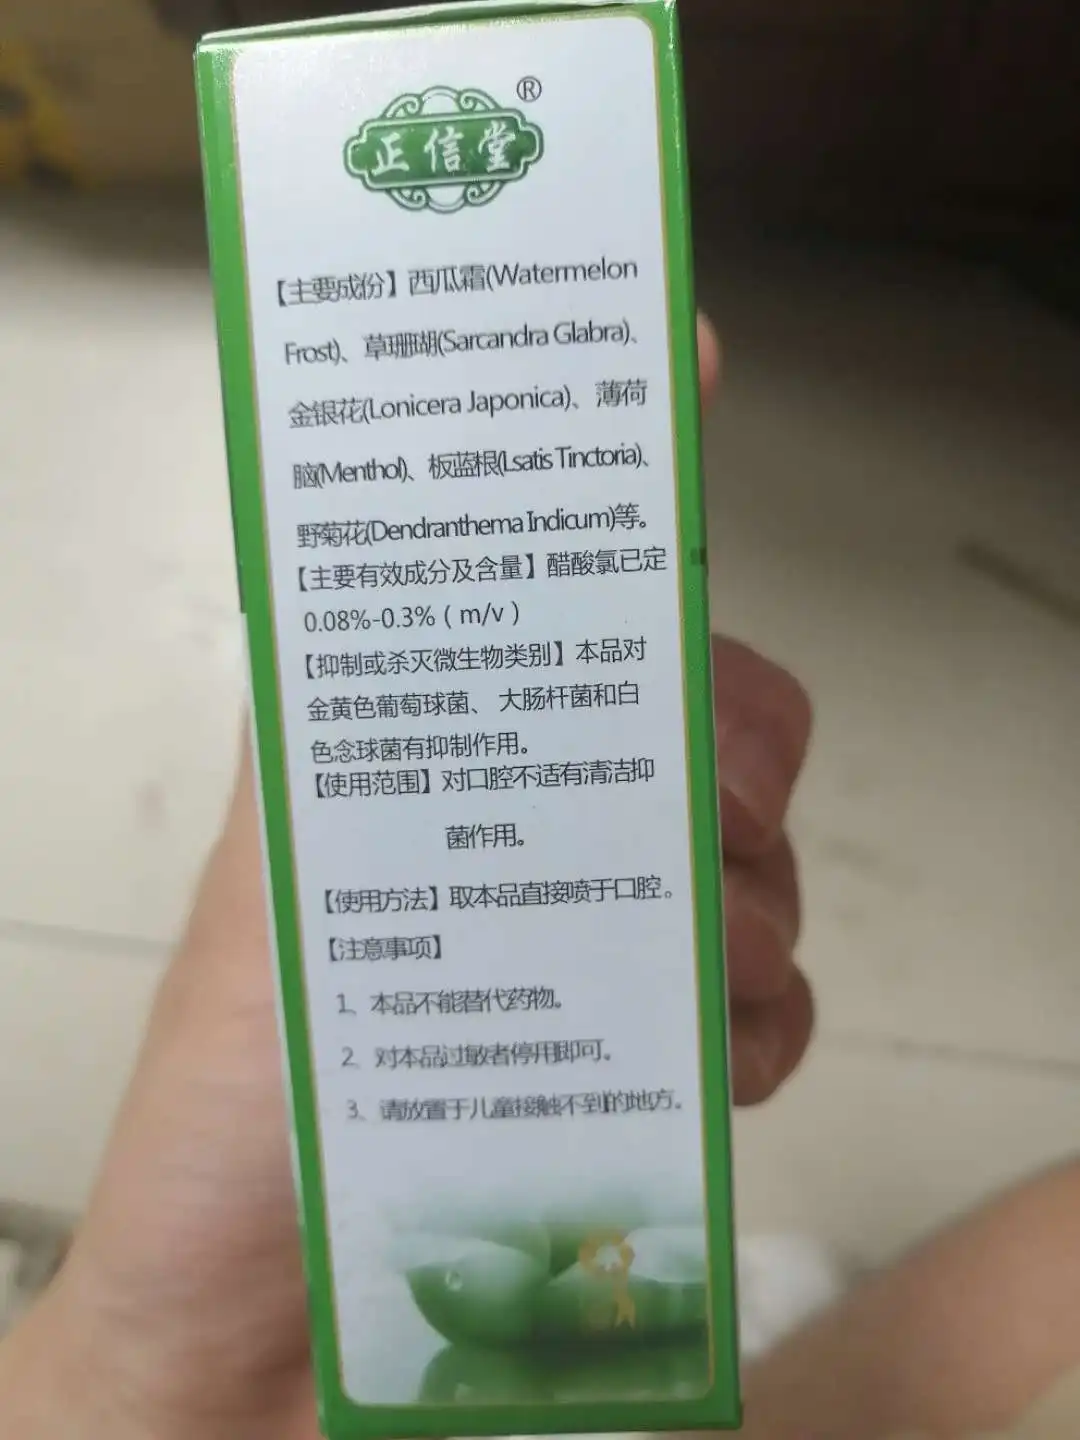 正信堂®
【主要成份】西瓜霜(Watermelon
Frost)、草珊瑚(Sarcandra Glabra)、
金银花(Lonicera Japonica)、薄荷
脑(Menthol)、板蓝根(Lsatis Tinctoria)、
野菊花(Dendranthema Indicum)等。
【主要有效成分及含量】醋酸氯已定
0.08%-0.3%（m/v）
【抑制或杀灭微生物类别】本品对
金黄色葡萄球菌、大肠杆菌和白
色念球菌有抑制作用。
【使用范围】对口腔不适有清洁抑
菌作用。
【使用方法】取本品直接喷于口腔。
【注意事项】
1、本品不能替代药物。
2、对本品过敏者停用即可。
3、请放置于儿童接触不到的地方。